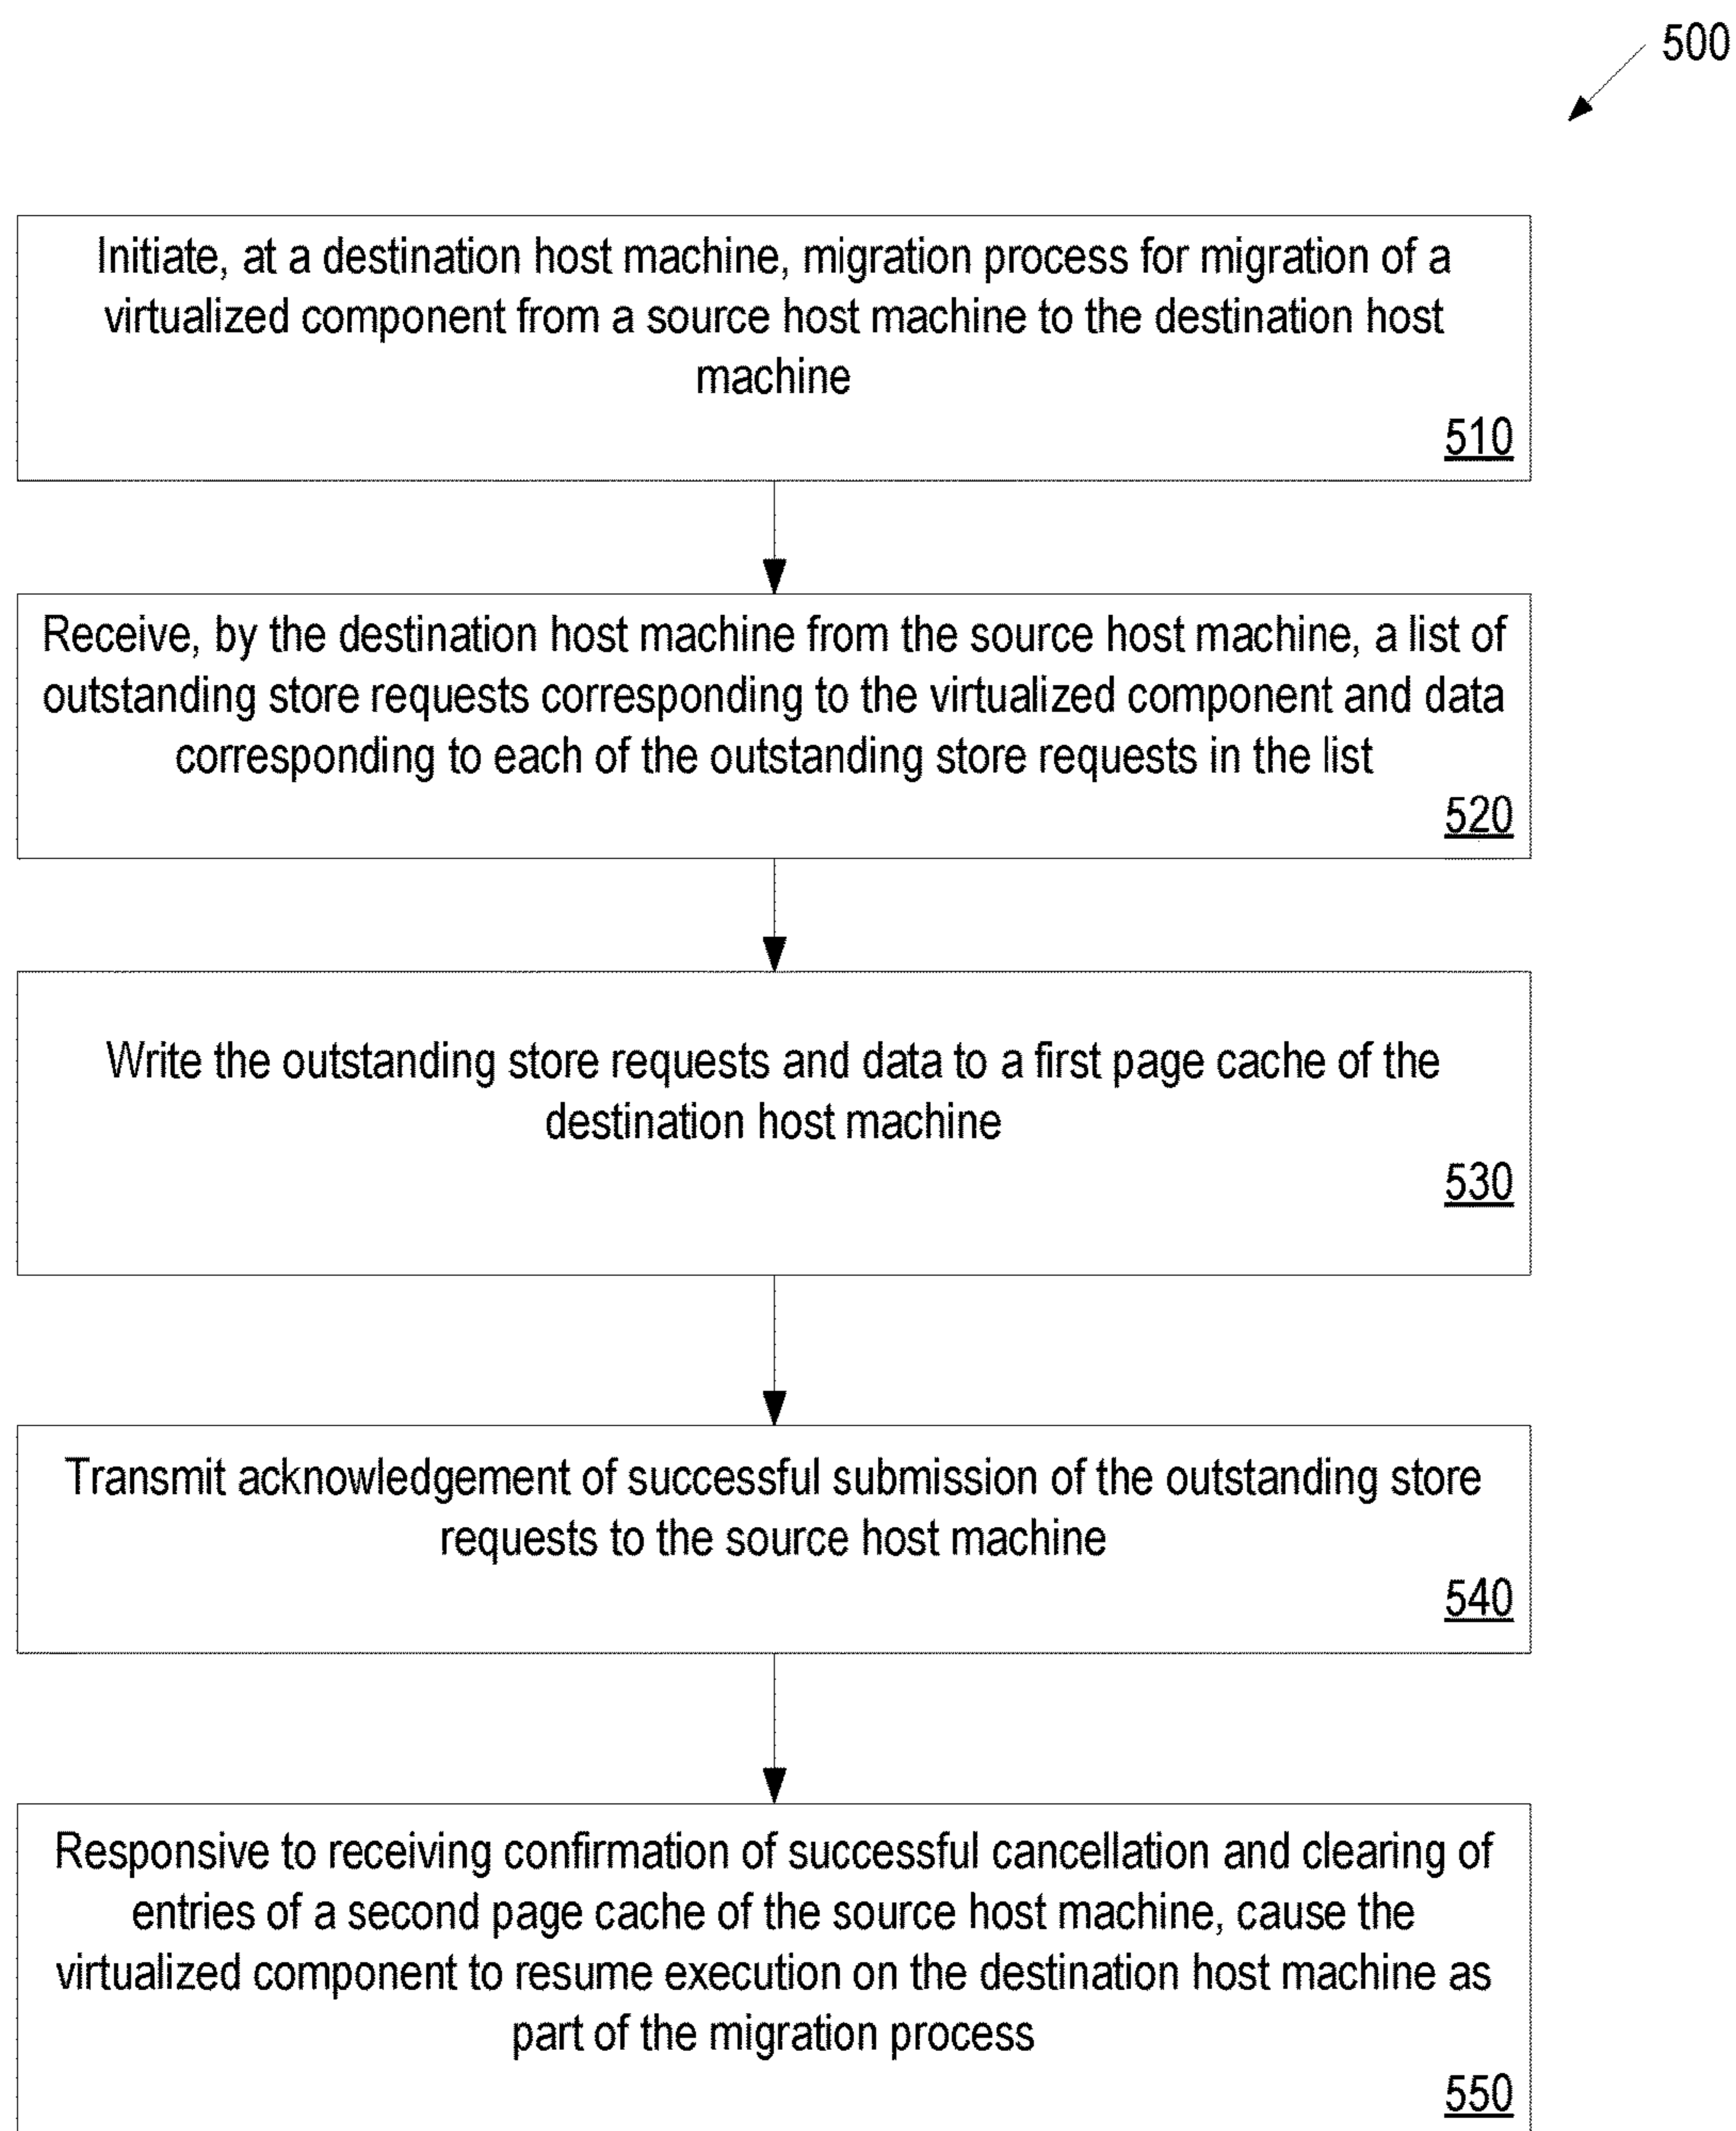 500
Initiate, at a destination host machine, migration process for migration of a
virtualized component from a source host machine to the destination host
machine
510
Receive, by the destination host machine from the source host machine, a list of
outstanding store requests corresponding to the virtualized component and data
corresponding to each of the outstanding store requests in the list
520
Write the outstanding store requests and data to a first page cache of the
destination host machine
530
Transmit acknowledgement of successful submission of the outstanding store
requests to the source host machine
540
Responsive to receiving confirmation of successful cancellation and clearing of
entries of a second page cache of the source host machine, cause the
virtualized component to resume execution on the destination host machine as
part of the migration process
550